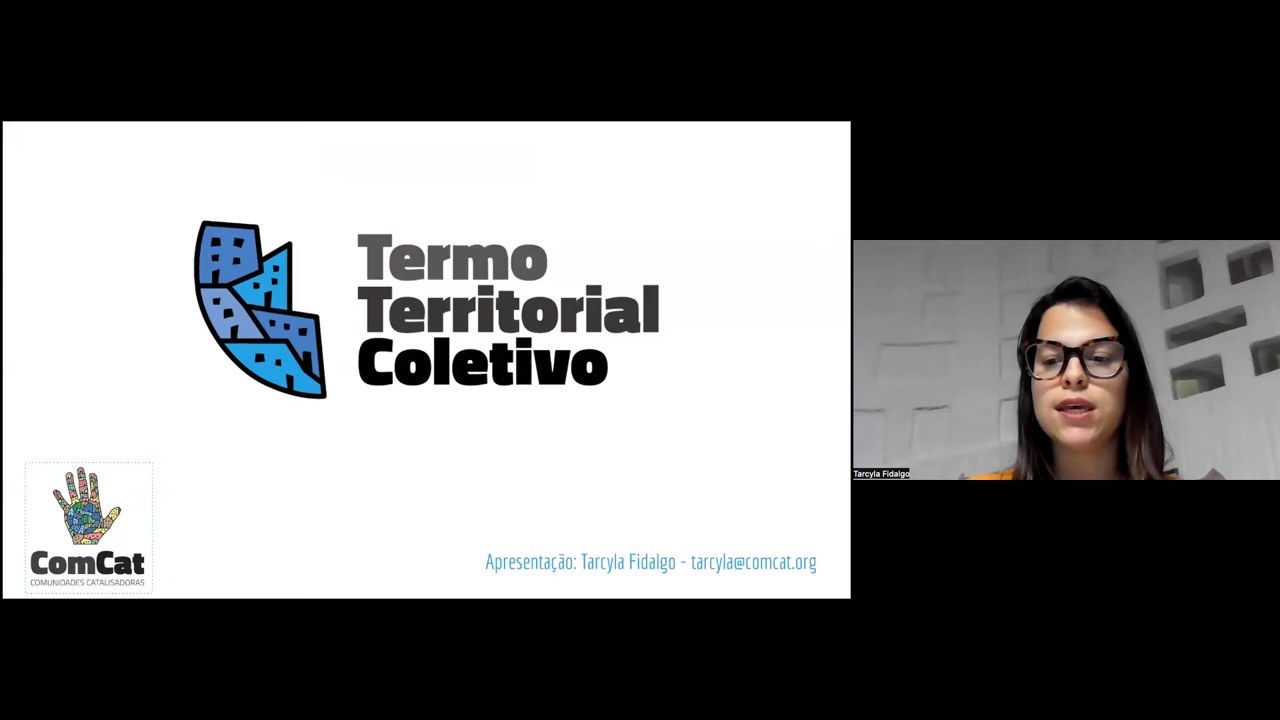 Termo
Territorial
Coletivo
ComCat
COMUNIDADES CATALISADORAS
Apresentação: Tarcyla Fidalgo - tarcyla@comcat.org
Tarcyla Fidalgo